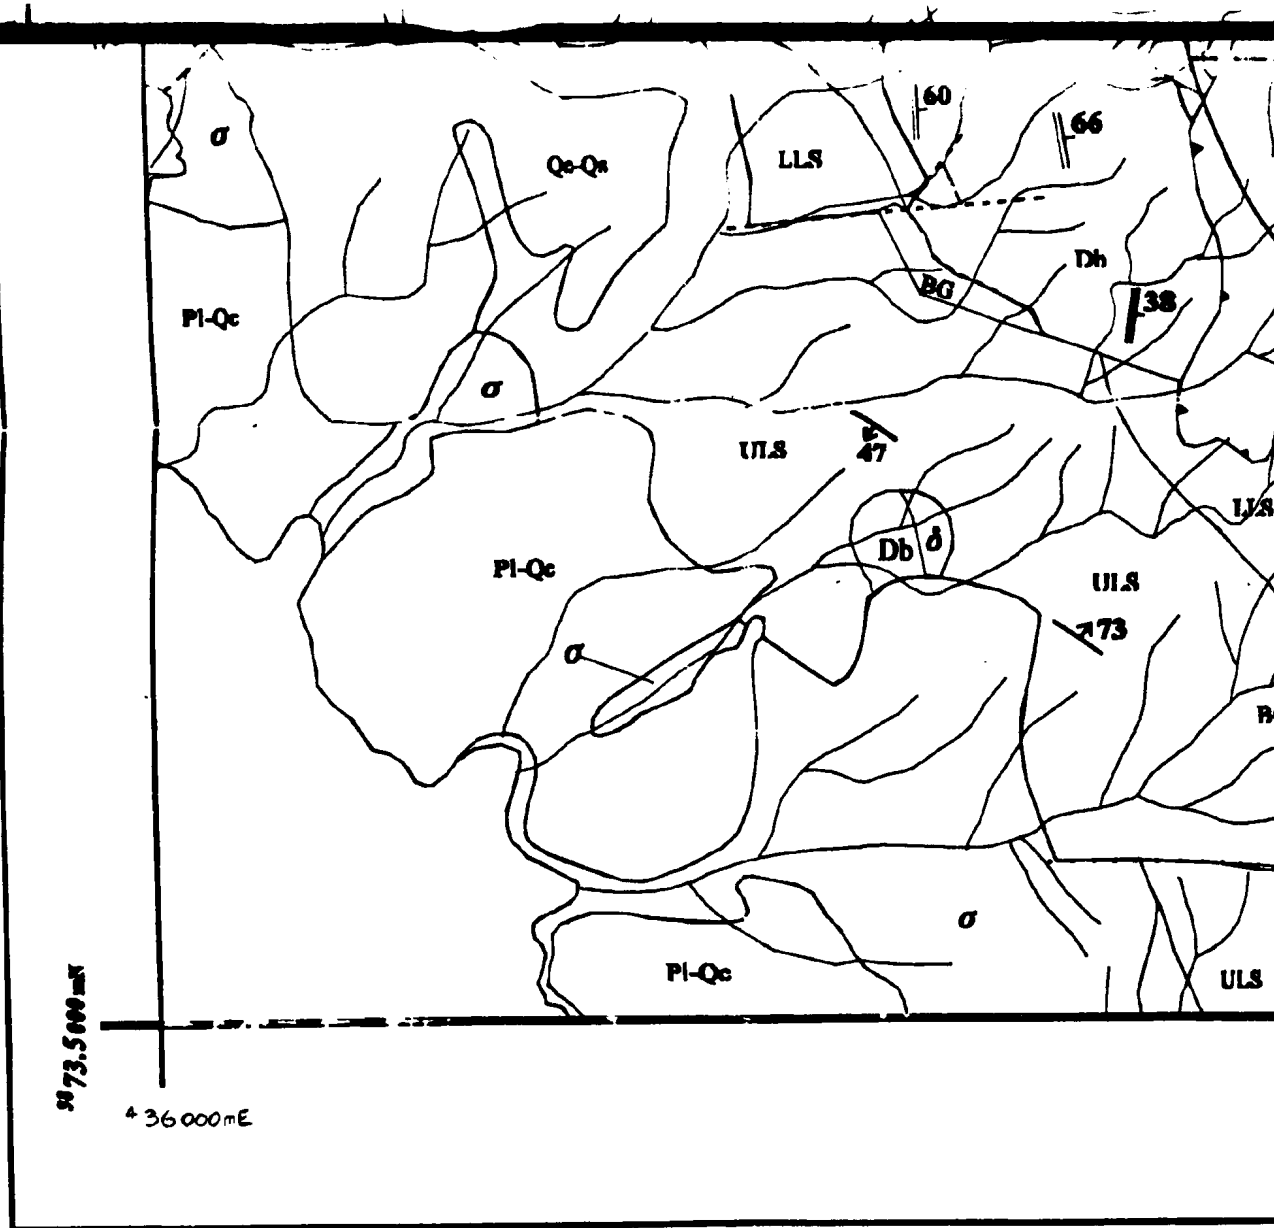 60
66
σ
Qc-Qs
LLS
Dh
BG
38
Pl-Qc
σ
ULS
47
LLS
Db δ
Pl-Qc
ULS
73
σ
σ
Pl-Qc
ULS
⁹⁸73.5000mN
⁴36000mE